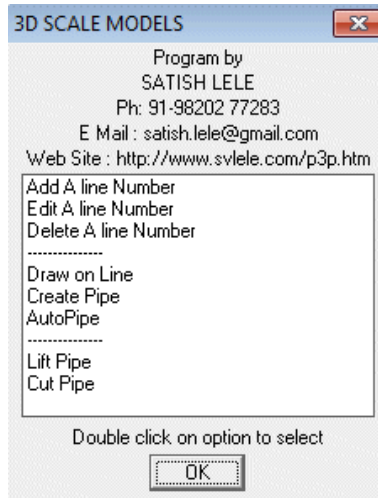 3D SCALE MODELS
Program by
SATISH LELE
Ph: 91-98202 77283
E Mail : satish.lele@gmail.com
Web Site : http://www.svlele.com/p3p.htm
Add A line Number
Edit A line Number
Delete A line Number
---------------
Draw on Line
Create Pipe
AutoPipe
---------------
Lift Pipe
Cut Pipe
Double click on option to select
OK